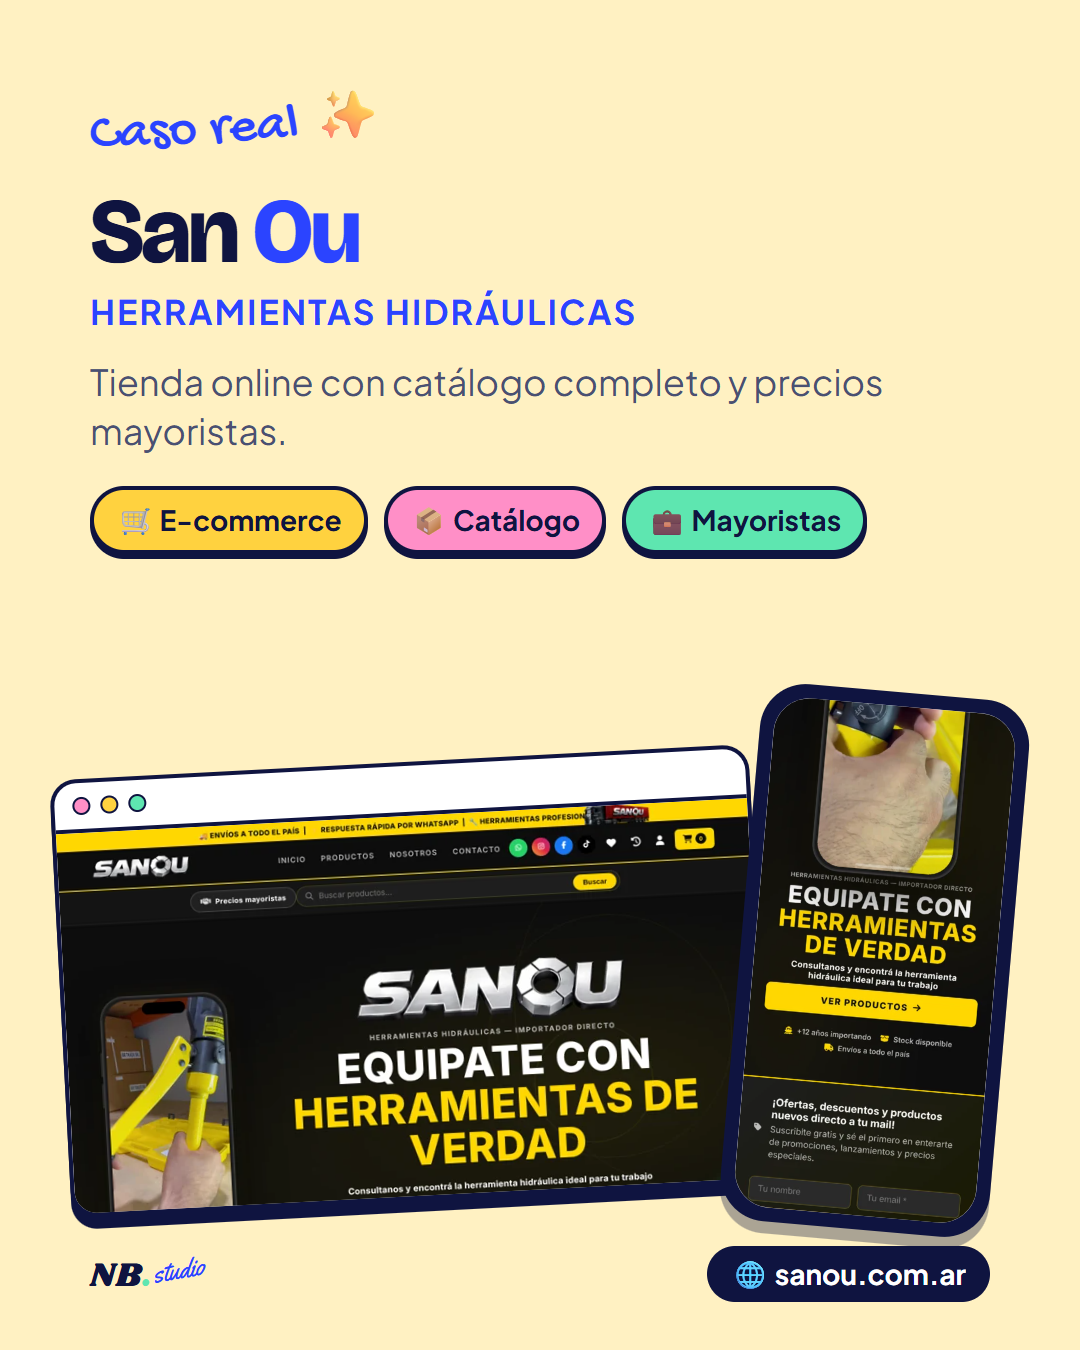 Caso real ✨
San Ou
HERRAMIENTAS HIDRÁULICAS
Tienda online con catálogo completo y precios
mayoristas.
🛒 E-commerce
📦 Catálogo
💼 Mayoristas
ENVÍOS A TODO EL PAÍS | RESPUESTA RÁPIDA POR WHATSAPP | HERRAMIENTAS PROFESION
SANOU
SANOU
INICIO PRODUCTOS NOSOTROS CONTACTO
0
Precios mayoristas
Buscar productos...
Buscar
SANOU
HERRAMIENTAS HIDRÁULICAS — IMPORTADOR DIRECTO
EQUIPATE CON
HERRAMIENTAS DE
VERDAD
Consultanos y encontrá la herramienta hidráulica ideal para tu trabajo
HERRAMIENTAS HIDRÁULICAS — IMPORTADOR DIRECTO
EQUIPATE CON
HERRAMIENTAS
DE VERDAD
Consultanos y encontrá la herramienta
hidráulica ideal para tu trabajo
VER PRODUCTOS →
+12 años importando Stock disponible
Envíos a todo el país
¡Ofertas, descuentos y productos
nuevos directo a tu mail!
Suscribite gratis y sé el primero en enterarte
de promociones, lanzamientos y precios
especiales.
Tu nombre
Tu email *
NB. studio
🌐 sanou.com.ar